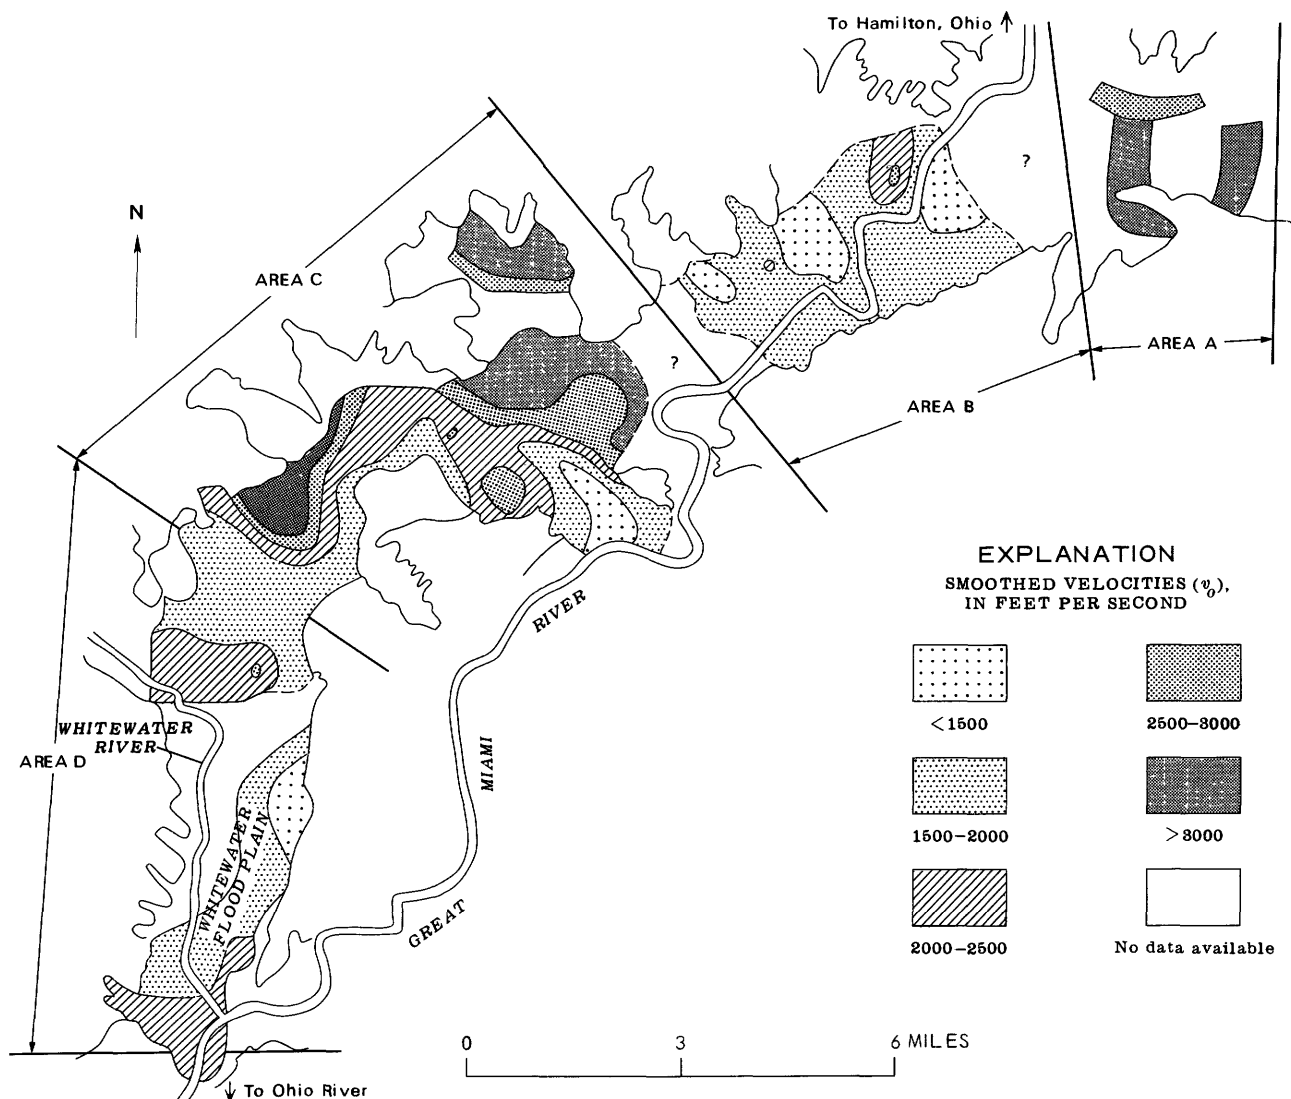 To Hamilton, Ohio
N
?
AREA C
AREA A
?
AREA B
EXPLANATION
SMOOTHED VELOCITIES (v₀),
IN FEET PER SECOND
RIVER
<1500
2500–3000
WHITEWATER
RIVER
AREA D
MIAMI
1500–2000
>3000
WHITEWATER
FLOOD PLAIN
GREAT
2000–2500
No data available
0 3 6 MILES
To Ohio River